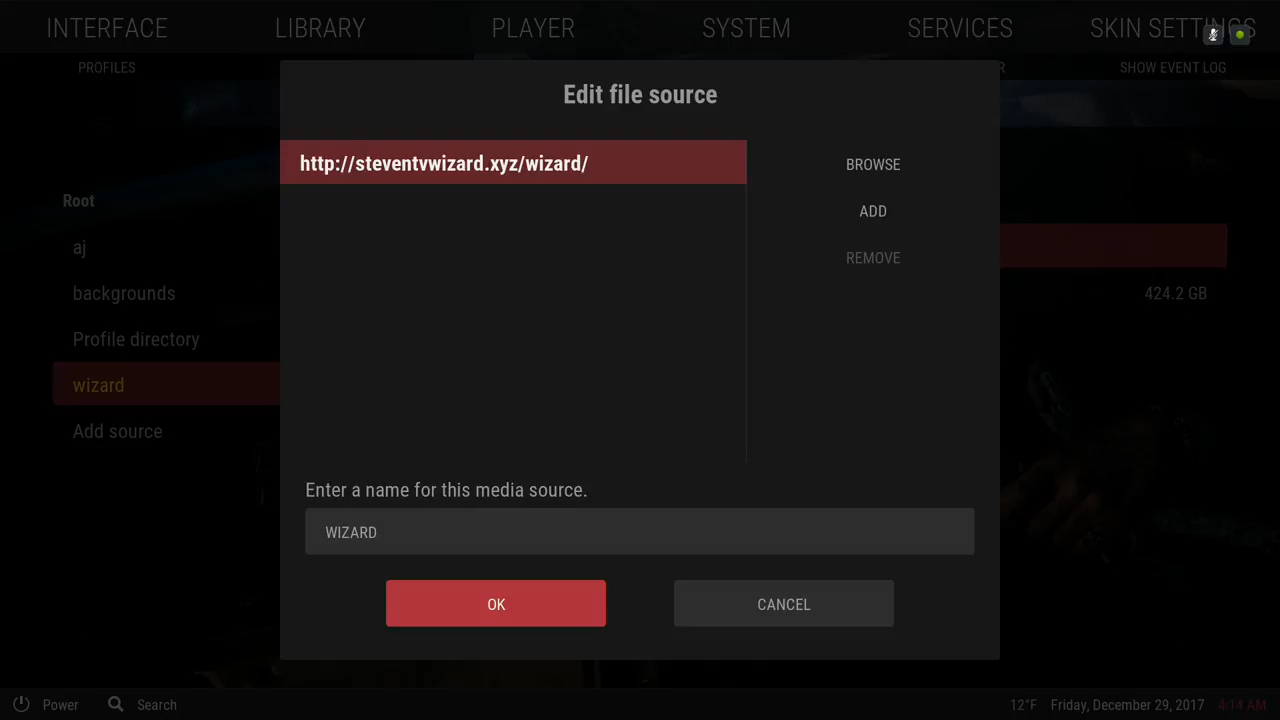 INTERFACE LIBRARY PLAYER SYSTEM SERVICES SKIN SETTINGS
PROFILES SHOW EVENT LOG
Edit file source
http://steventvwizard.xyz/wizard/
BROWSE
ADD
REMOVE
Root
aj
backgrounds 424.2 GB
Profile directory
wizard
Add source
Enter a name for this media source.
WIZARD
OK CANCEL
Power Search 12°F Friday, December 29, 2017 4:14 AM